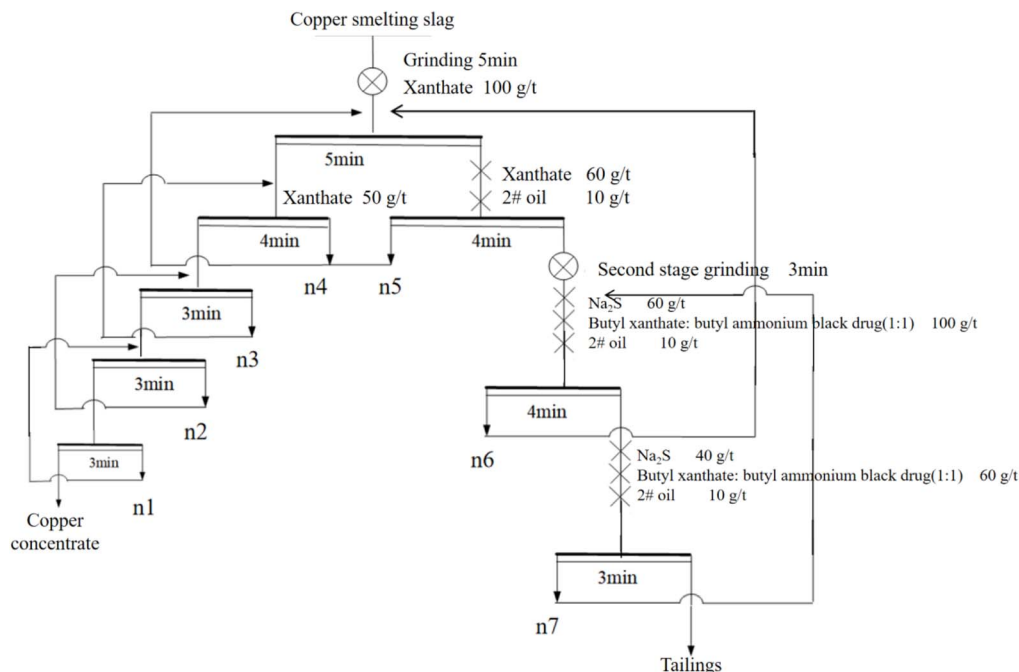 Copper smelting slag
Grinding 5min
Xanthate 100 g/t
5min
Xanthate 60 g/t
2# oil 10 g/t
Xanthate 50 g/t
4min
4min
n4
n5
Second stage grinding 3min
Na₂S 60 g/t
Butyl xanthate: butyl ammonium black drug(1:1) 100 g/t
2# oil 10 g/t
3min
n3
3min
n2
4min
n6
Na₂S 40 g/t
Butyl xanthate: butyl ammonium black drug(1:1) 60 g/t
2# oil 10 g/t
3min
n1
Copper
concentrate
3min
n7
Tailings